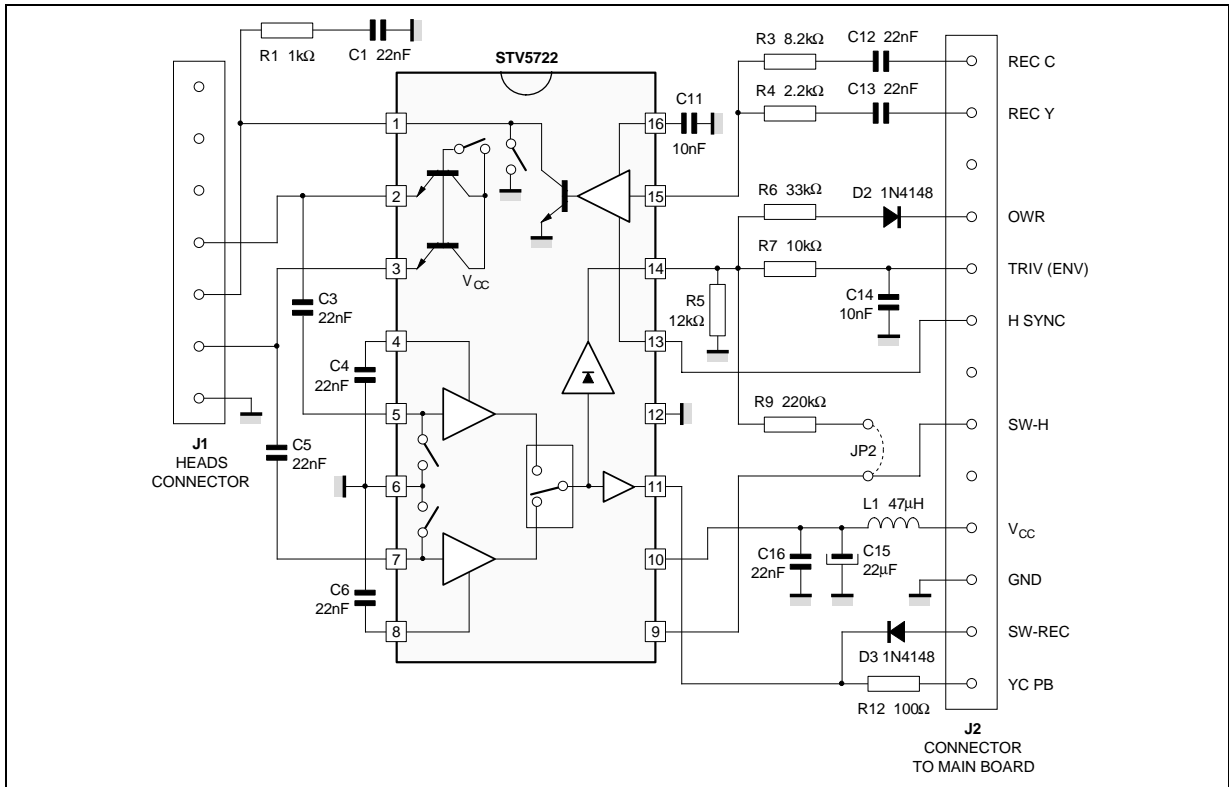 R1 1kΩ
C1 22nF
STV5722
R3 8.2kΩ
C12 22nF
REC C
R4 2.2kΩ
C13 22nF
REC Y
C11
10nF
1
16
2
15
R6 33kΩ
D2 1N4148
OWR
R7 10kΩ
TRIV (ENV)
3
VCC
14
C3
22nF
R5
12kΩ
C14
10nF
H SYNC
4
13
C4
22nF
5
12
R9 220kΩ
SW-H
JP2
J1
HEADS
CONNECTOR
C5
22nF
6
11
L1 47µH
VCC
7
10
C16
22nF
C15
22µF
GND
C6
22nF
8
9
SW-REC
D3 1N4148
YC PB
R12 100Ω
J2
CONNECTOR
TO MAIN BOARD